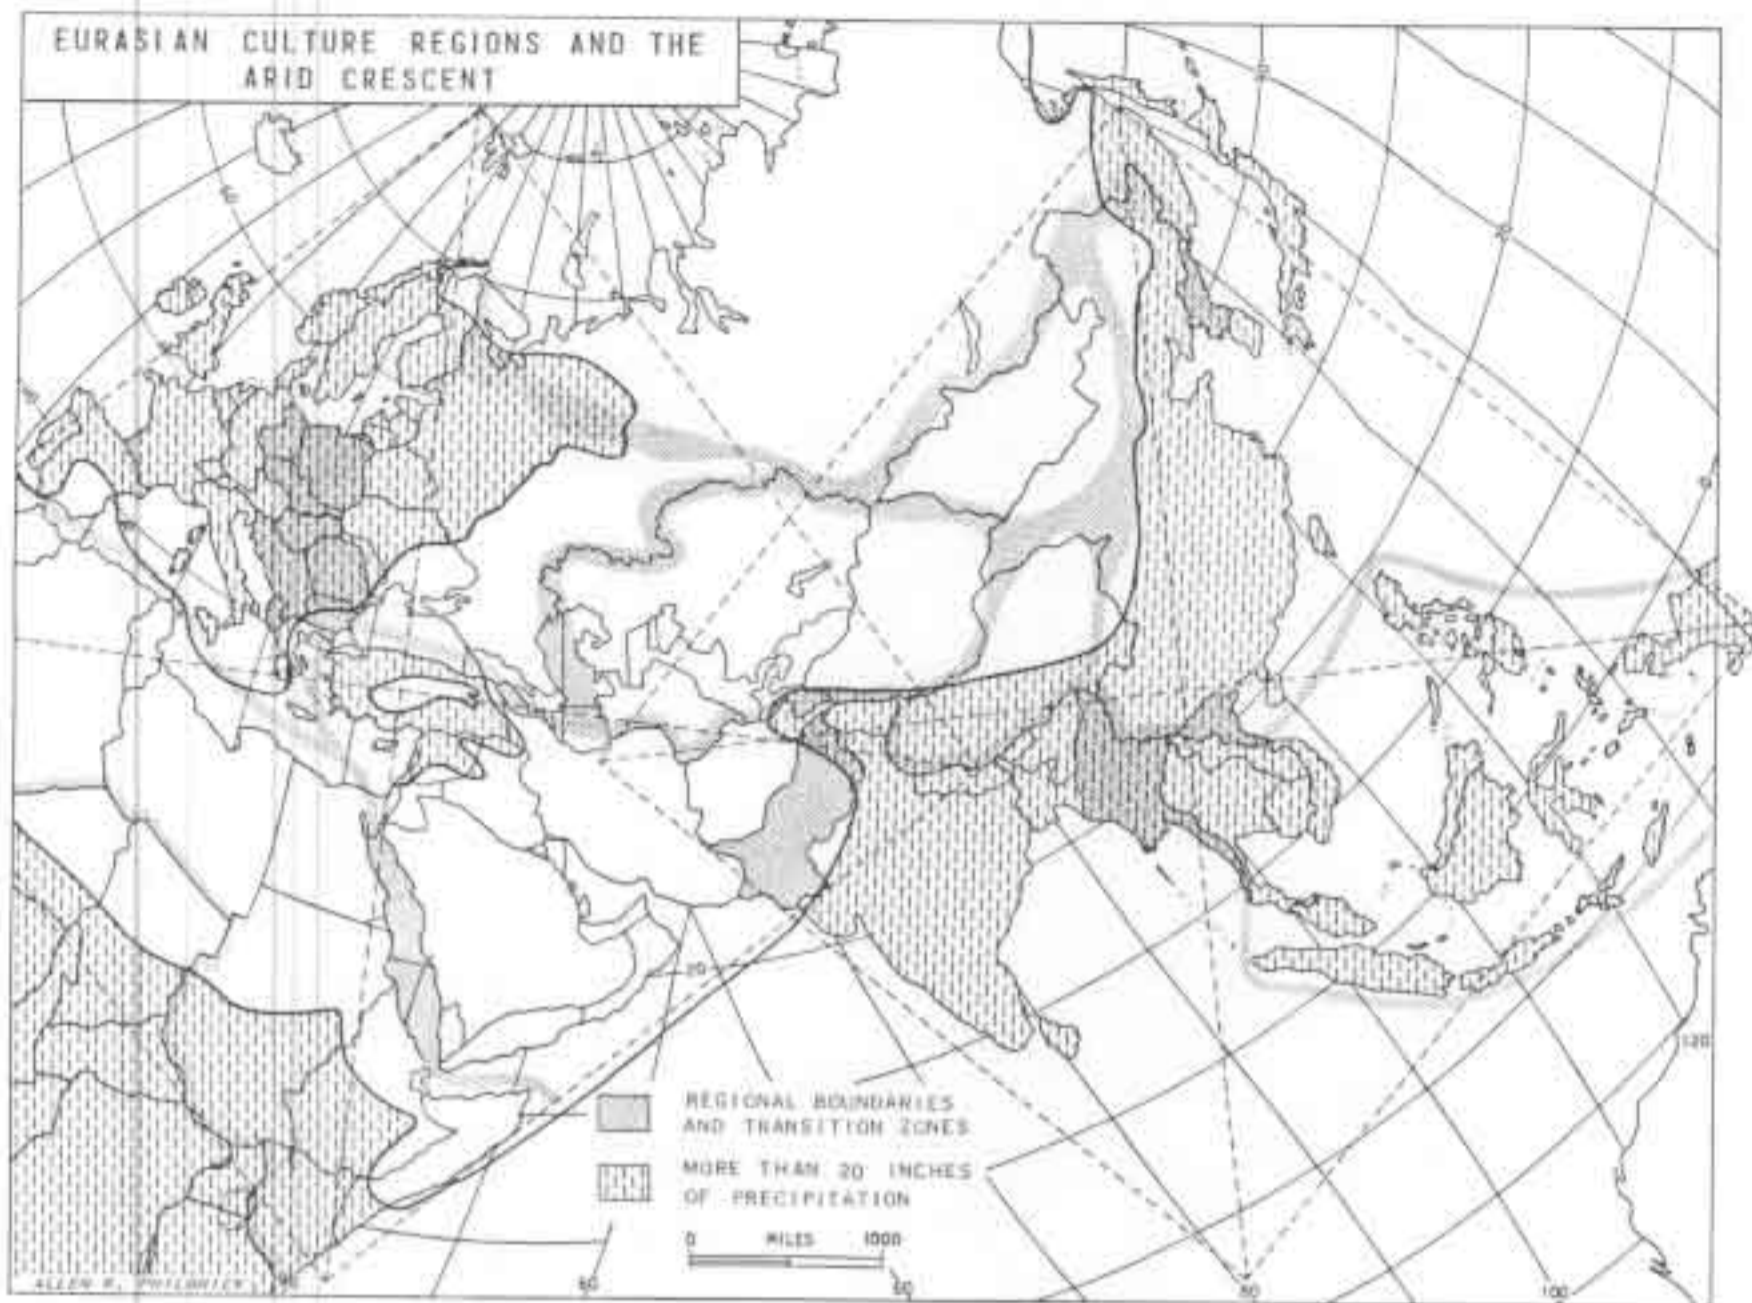 EURASIAN CULTURE REGIONS AND THE
ARID CRESCENT
20
120
REGIONAL BOUNDARIES
AND TRANSITION ZONES
MORE THAN 20 INCHES
OF PRECIPITATION
0 MILES 1000
60
80
100